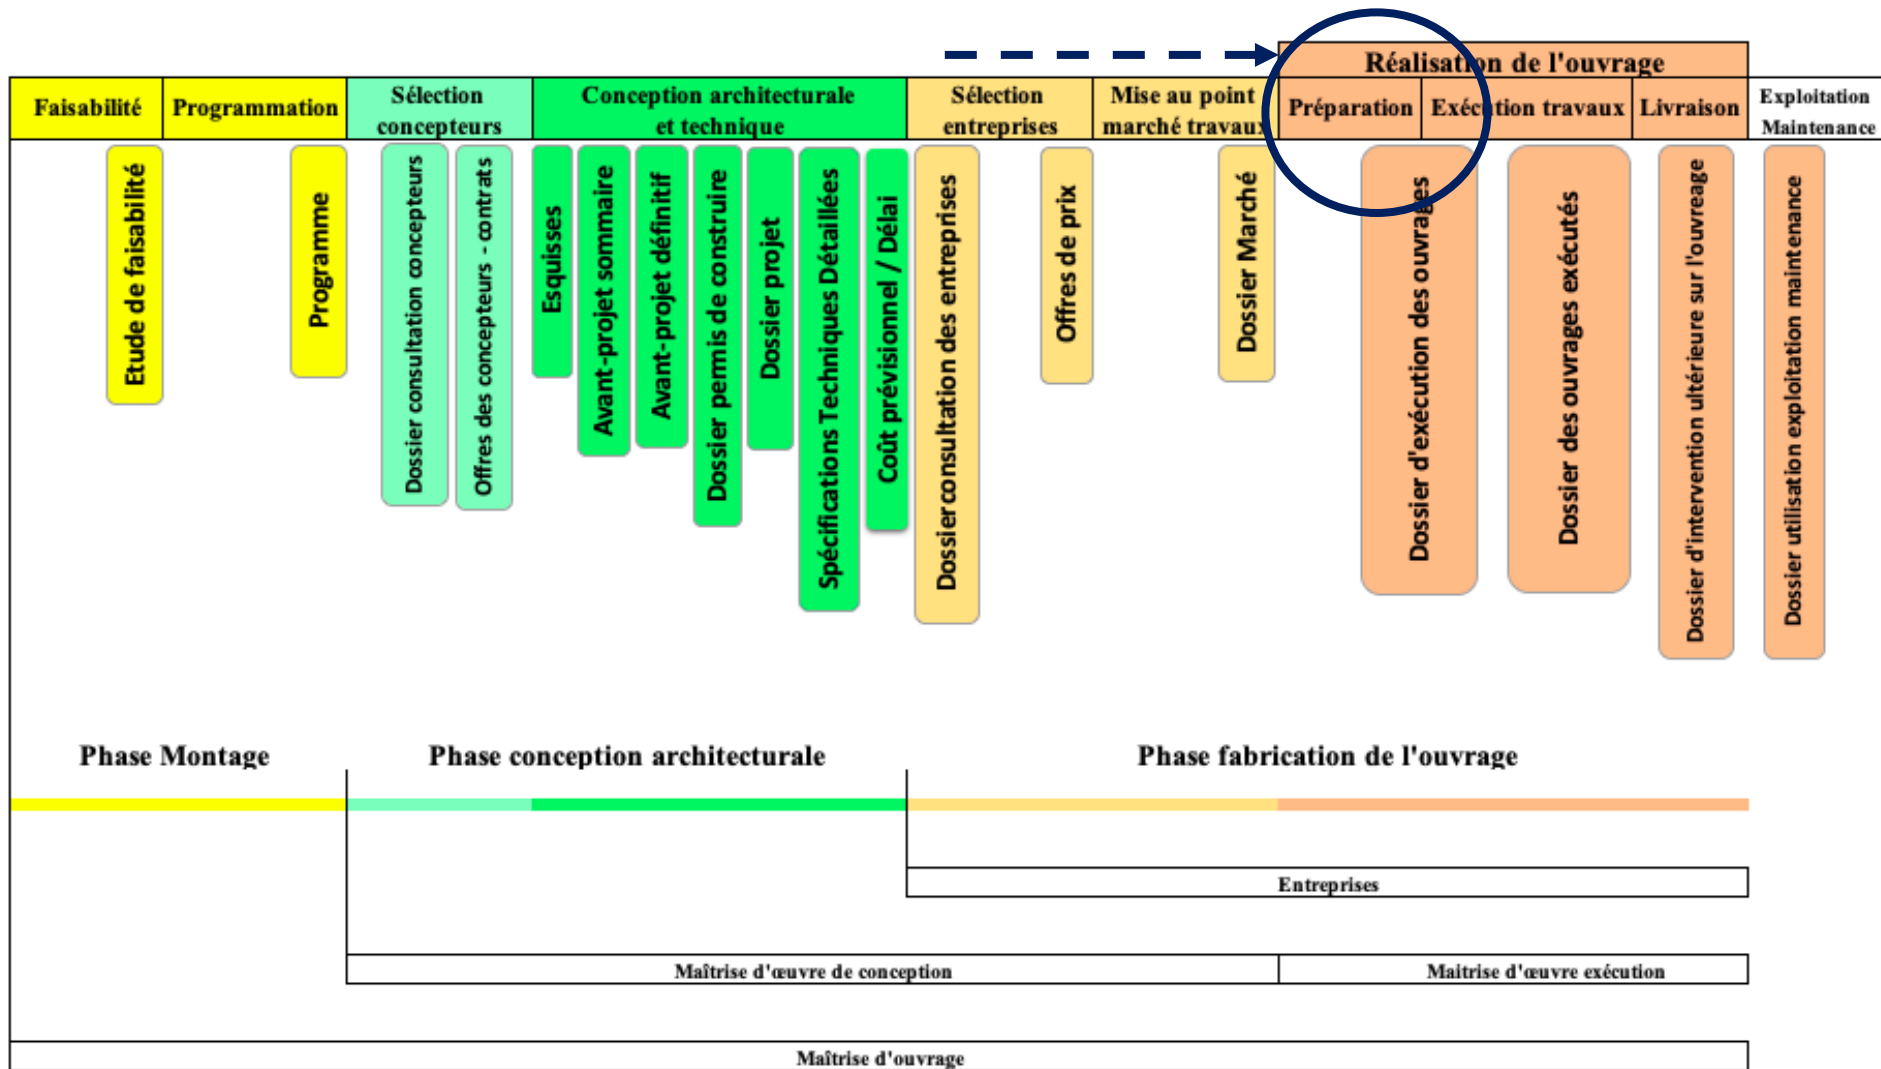 Réalisation de l'ouvrage
Faisabilité
Programmation
Sélection
concepteurs
Conception architecturale
et technique
Sélection
entreprises
Mise au point
marché travaux
Préparation
Exécution travaux
Livraison
Exploitation
Maintenance
Etude de faisabilité
Programme
Dossier consultation concepteurs
Offres des concepteurs - contrats
Esquisses
Avant-projet sommaire
Avant-projet définitif
Dossier permis de construire
Dossier projet
Spécifications Techniques Détaillées
Coût prévisionnel / Délai
Dossier consultation des entreprises
Offres de prix
Dossier Marché
Dossier d'exécution des ouvrages
Dossier des ouvrages exécutés
Dossier d'intervention ultérieure sur l'ouvreage
Dossier utilisation exploitation maintenance
Phase Montage
Phase conception architecturale
Phase fabrication de l'ouvrage
Entreprises
Maîtrise d'œuvre de conception
Maitrise d'œuvre exécution
Maîtrise d'ouvrage